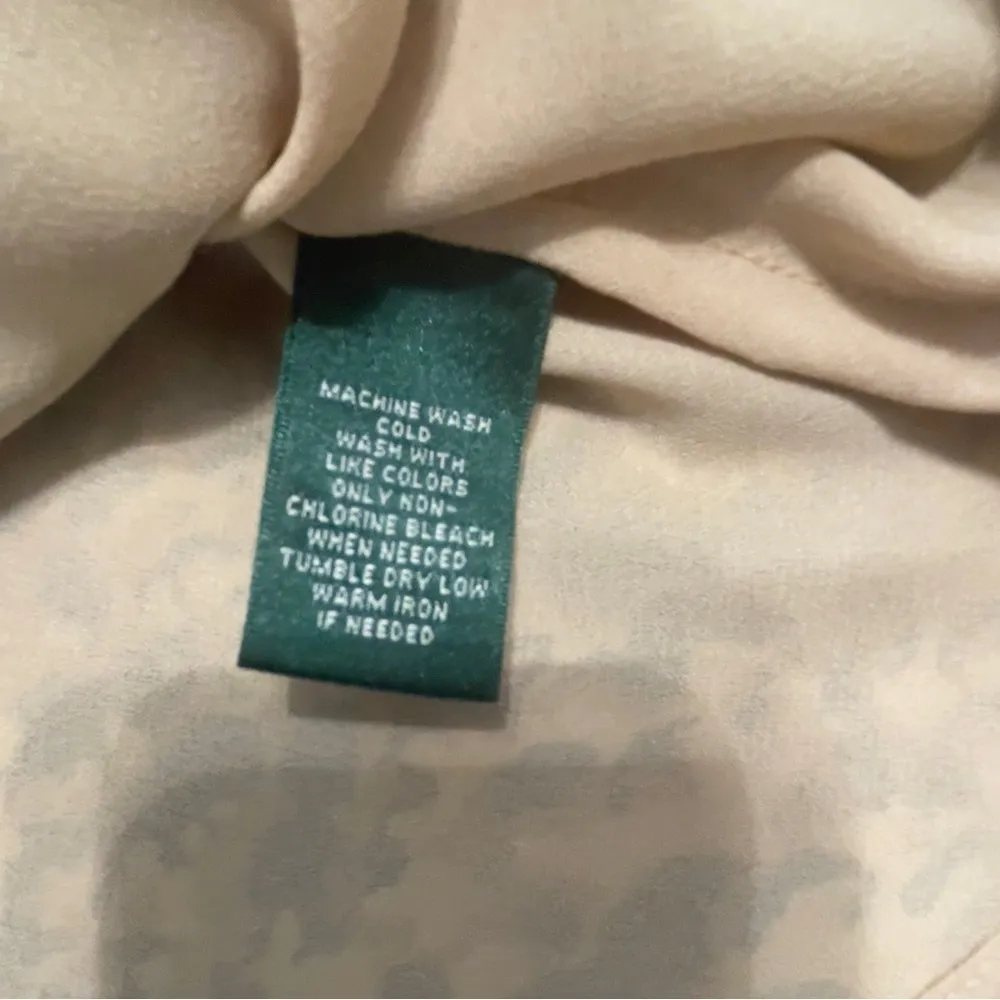 MACHINE WASH
COLD
WASH WITH
LIKE COLORS
ONLY NON-
CHLORINE BLEACH
WHEN NEEDED
TUMBLE DRY LOW
WARM IRON
IF NEEDED